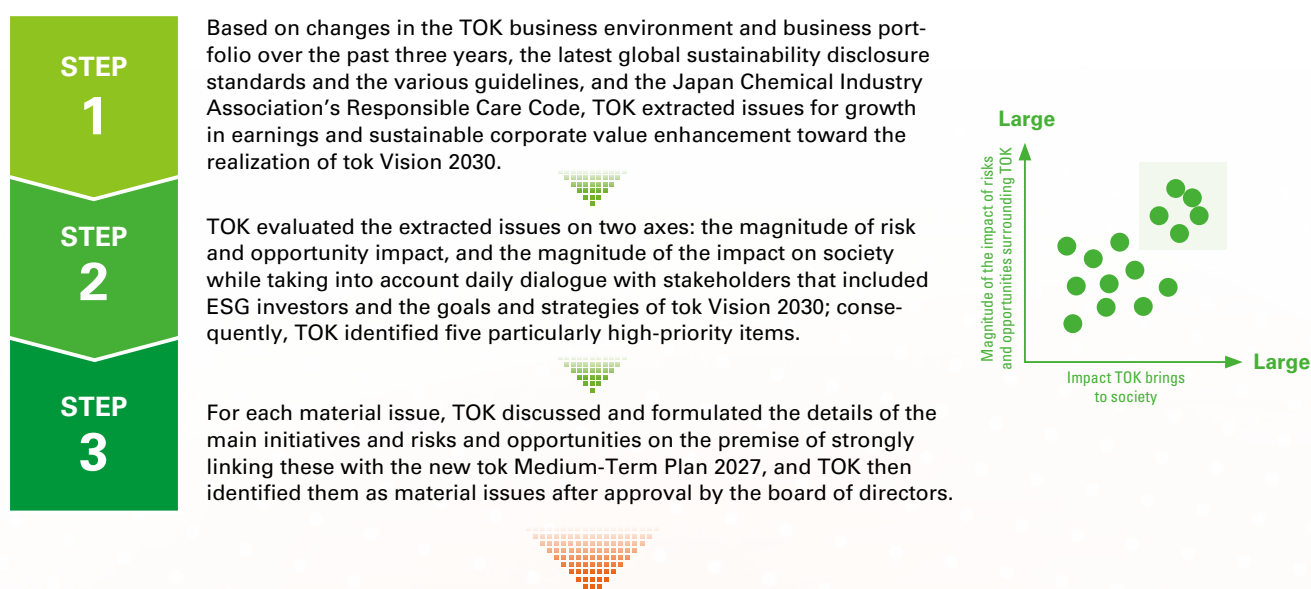 STEP
1
Based on changes in the TOK business environment and business port-
folio over the past three years, the latest global sustainability disclosure
standards and the various guidelines, and the Japan Chemical Industry
Association’s Responsible Care Code, TOK extracted issues for growth
in earnings and sustainable corporate value enhancement toward the
realization of tok Vision 2030.
STEP
2
TOK evaluated the extracted issues on two axes: the magnitude of risk
and opportunity impact, and the magnitude of the impact on society
while taking into account daily dialogue with stakeholders that included
ESG investors and the goals and strategies of tok Vision 2030; conse-
quently, TOK identified five particularly high-priority items.
STEP
3
For each material issue, TOK discussed and formulated the details of the
main initiatives and risks and opportunities on the premise of strongly
linking these with the new tok Medium-Term Plan 2027, and TOK then
identified them as material issues after approval by the board of directors.
Large
Magnitude of the impact of risks
and opportunities surrounding TOK
Large
Impact TOK brings
to society